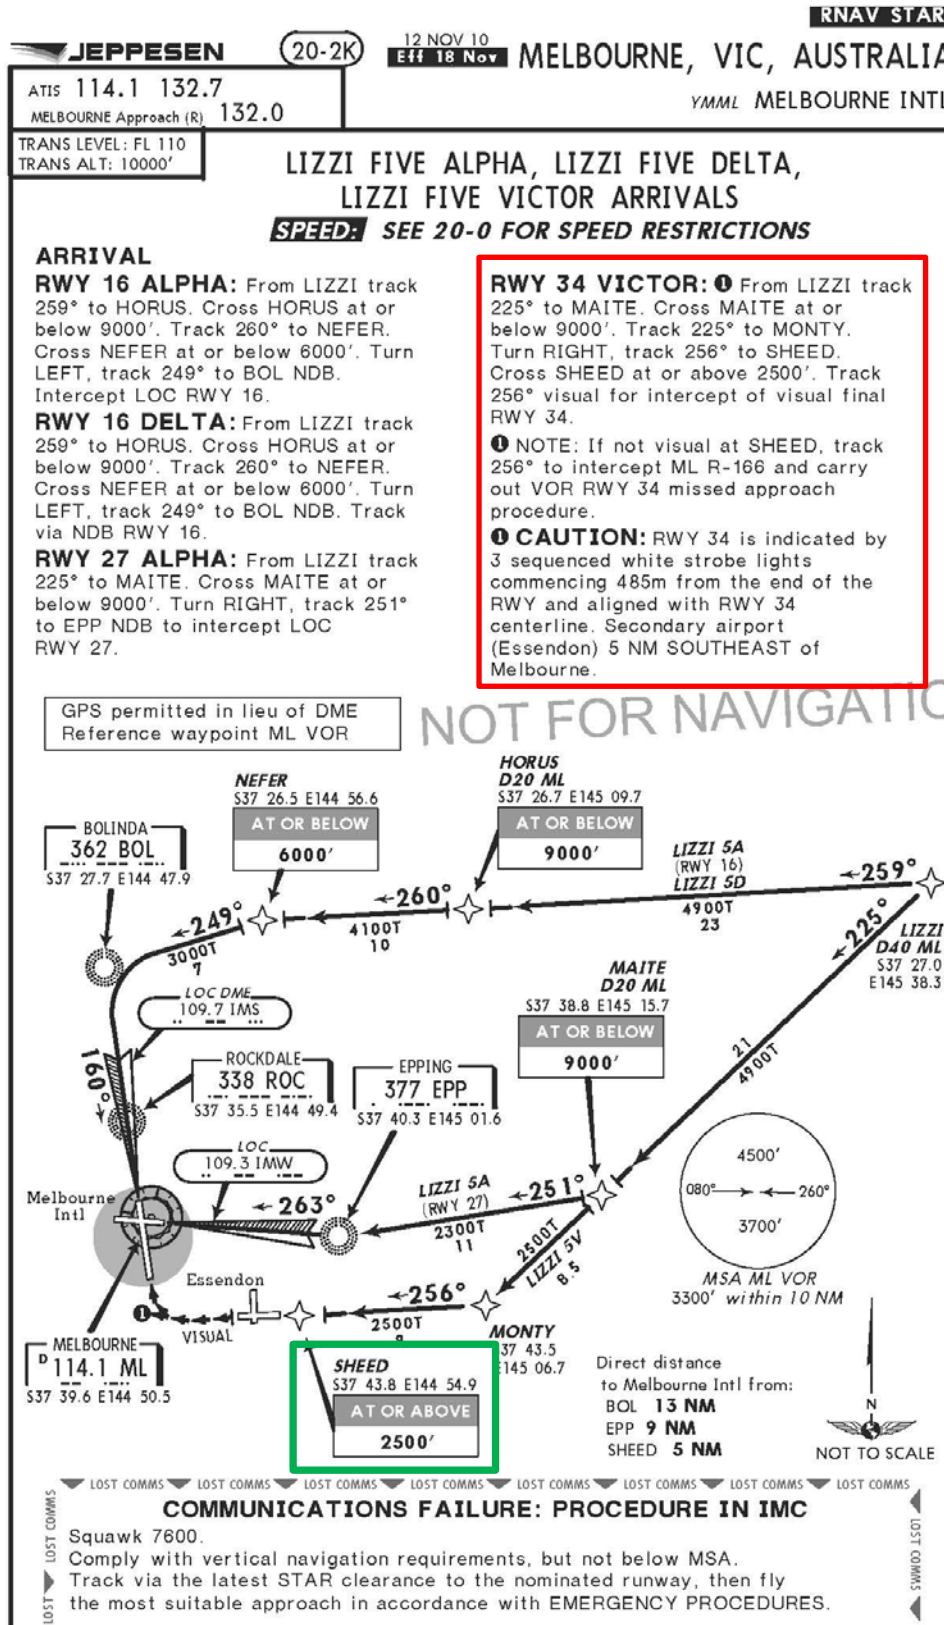 RNAV STAR
JEPPESEN
20-2K
12 NOV 10
Eff 18 Nov
MELBOURNE, VIC, AUSTRALIA
ATIS 114.1 132.7
MELBOURNE Approach (R) 132.0
YMML MELBOURNE INTL
TRANS LEVEL: FL 110
TRANS ALT: 10000'
LIZZI FIVE ALPHA, LIZZI FIVE DELTA,
LIZZI FIVE VICTOR ARRIVALS
SPEED: SEE 20-0 FOR SPEED RESTRICTIONS
ARRIVAL
RWY 16 ALPHA: From LIZZI track
259° to HORUS. Cross HORUS at or
below 9000'. Track 260° to NEFER.
Cross NEFER at or below 6000'. Turn
LEFT, track 249° to BOL NDB.
Intercept LOC RWY 16.
RWY 16 DELTA: From LIZZI track
259° to HORUS. Cross HORUS at or
below 9000'. Track 260° to NEFER.
Cross NEFER at or below 6000'. Turn
LEFT, track 249° to BOL NDB. Track
via NDB RWY 16.
RWY 27 ALPHA: From LIZZI track
225° to MAITE. Cross MAITE at or
below 9000'. Turn RIGHT, track 251°
to EPP NDB to intercept LOC
RWY 27.
RWY 34 VICTOR: ❶ From LIZZI track
225° to MAITE. Cross MAITE at or
below 9000'. Track 225° to MONTY.
Turn RIGHT, track 256° to SHEED.
Cross SHEED at or above 2500'. Track
256° visual for intercept of visual final
RWY 34.
❶ NOTE: If not visual at SHEED, track
256° to intercept ML R-166 and carry
out VOR RWY 34 missed approach
procedure.
❶ CAUTION: RWY 34 is indicated by
3 sequenced white strobe lights
commencing 485m from the end of the
RWY and aligned with RWY 34
centerline. Secondary airport
(Essendon) 5 NM SOUTHEAST of
Melbourne.
GPS permitted in lieu of DME
Reference waypoint ML VOR
NOT FOR NAVIGATIO
NEFER
S37 26.5 E144 56.6
AT OR BELOW
6000'
HORUS
D20 ML
S37 26.7 E145 09.7
AT OR BELOW
9000'
BOLINDA
362 BOL
S37 27.7 E144 47.9
LIZZI 5A
(RWY 16)
LIZZI 5D
4900T
23
259°
260°
4100T
10
249°
3000T
7
225°
LIZZI
D40 ML
S37 27.0
E145 38.3
MAITE
D20 ML
S37 38.8 E145 15.7
AT OR BELOW
9000'
21
4900T
LOC DME
109.7 IMS
160°
ROCKDALE
338 ROC
S37 35.5 E144 49.4
EPPING
377 EPP
S37 40.3 E145 01.6
LOC
109.3 IMW
263°
LIZZI 5A
(RWY 27)
2300T
11
251°
2500T
LIZZI 5V
8.5
4500'
080°
260°
3700'
MSA ML VOR
3300' within 10 NM
Melbourne
Intl
Essendon
❶
VISUAL
256°
2500T
MONTY
37 43.5
145 06.7
MELBOURNE
D 114.1 ML
S37 39.6 E144 50.5
SHEED
S37 43.8 E144 54.9
AT OR ABOVE
2500'
Direct distance
to Melbourne Intl from:
BOL 13 NM
EPP 9 NM
SHEED 5 NM
N
NOT TO SCALE
LOST COMMS LOST COMMS LOST COMMS LOST COMMS LOST COMMS LOST COMMS LOST COMMS LOST COMMS
COMMUNICATIONS FAILURE: PROCEDURE IN IMC
Squawk 7600.
Comply with vertical navigation requirements, but not below MSA.
Track via the latest STAR clearance to the nominated runway, then fly
the most suitable approach in accordance with EMERGENCY PROCEDURES.
LOST COMMS
LOST
LOST COMMS